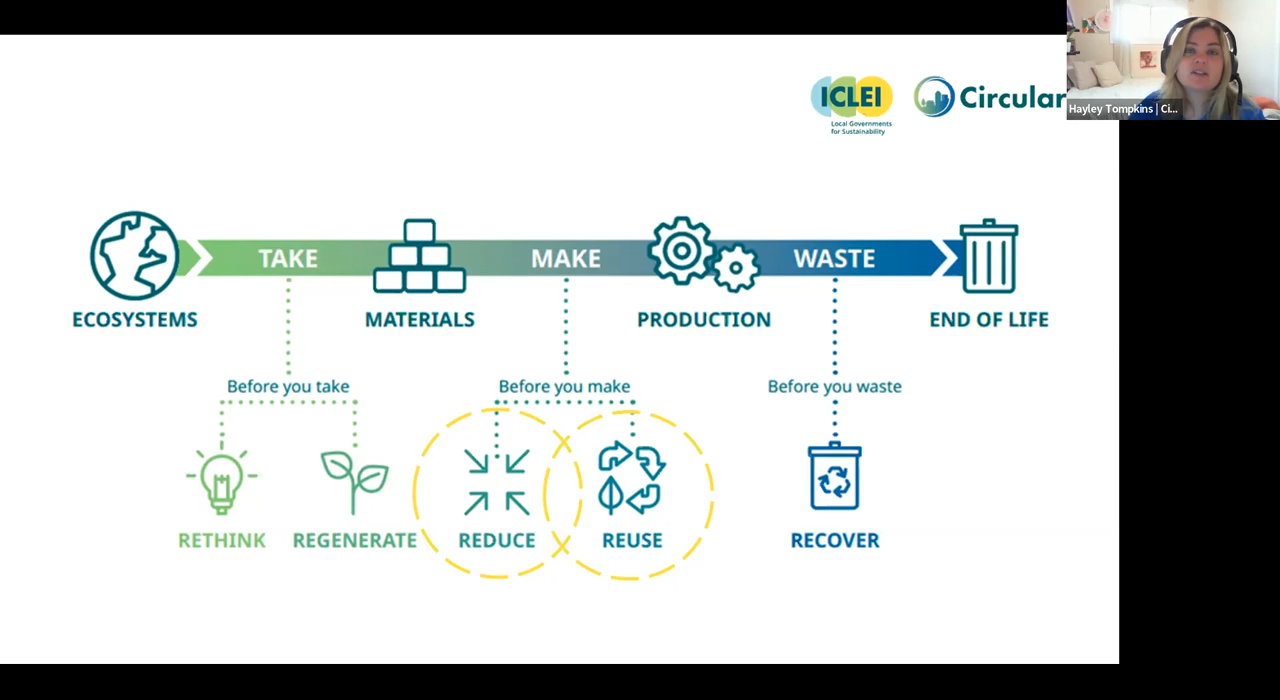 ICLEI
Local Governments
for Sustainability
Circular
Hayley Tompkins | Ci...
TAKE
MAKE
WASTE
ECOSYSTEMS
MATERIALS
PRODUCTION
END OF LIFE
Before you take
Before you make
Before you waste
RETHINK
REGENERATE
REDUCE
REUSE
RECOVER